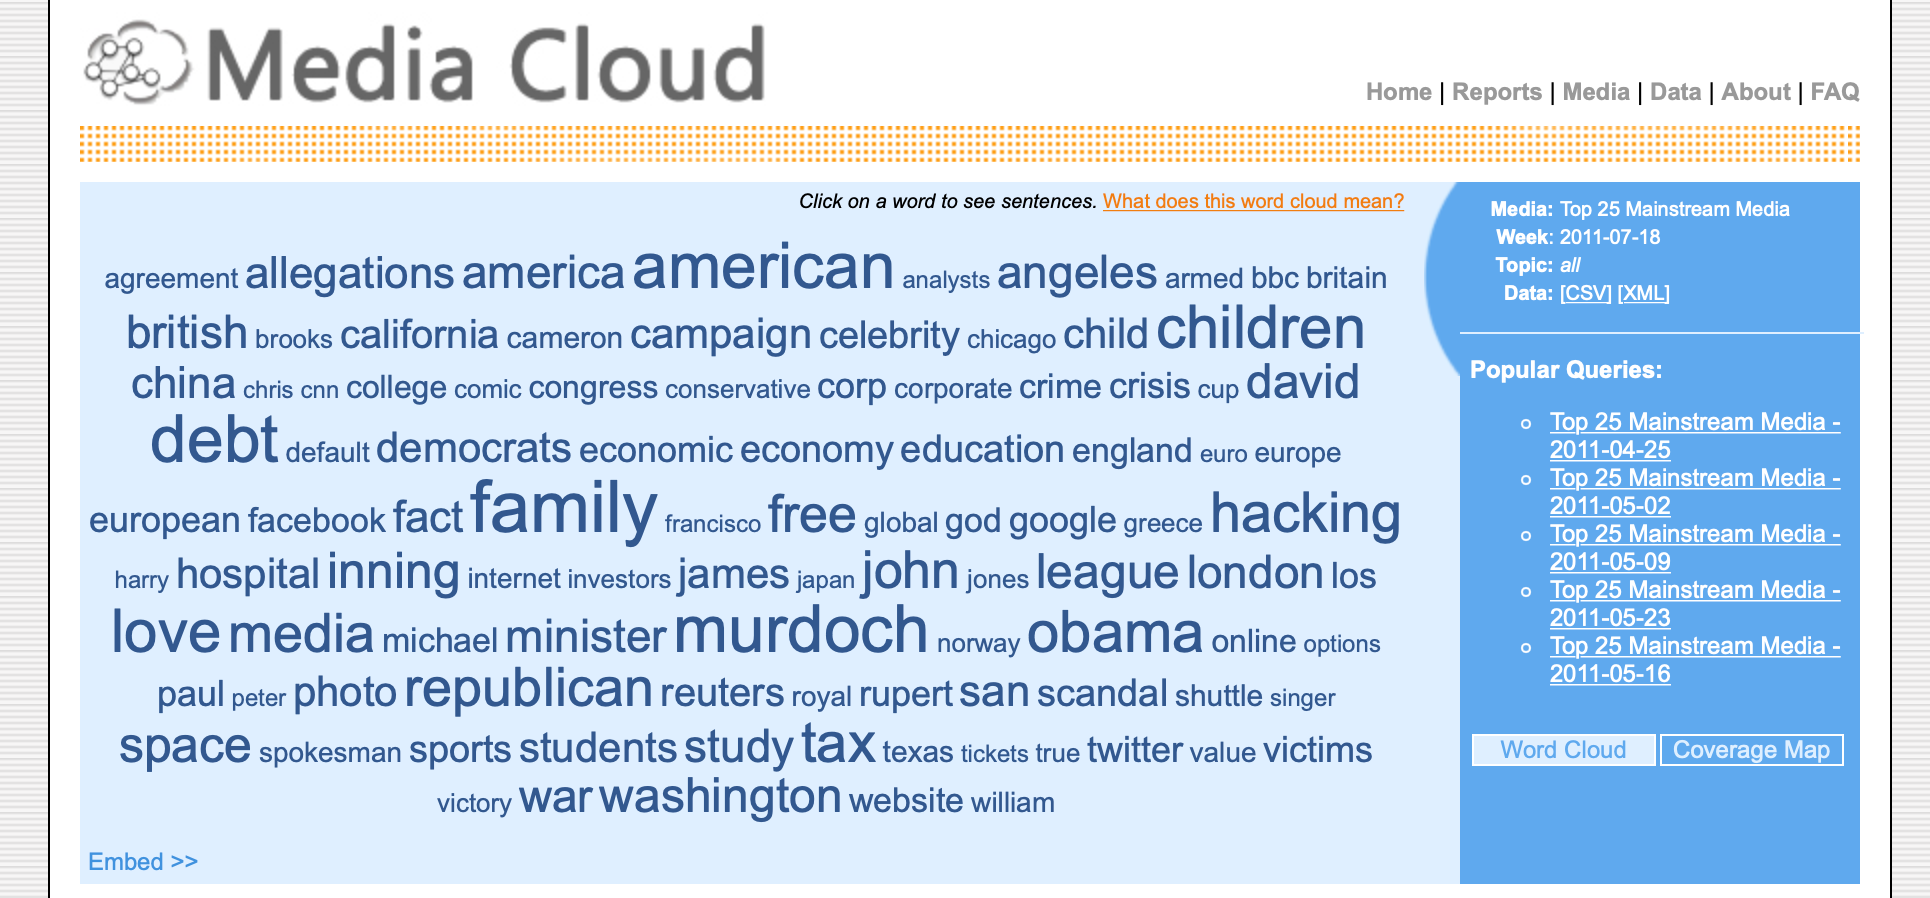 Media Cloud
Home | Reports | Media | Data | About | FAQ
Click on a word to see sentences. What does this word cloud mean?
agreement allegations america american analysts angeles armed bbc britain
british brooks california cameron campaign celebrity chicago child children
china chris cnn college comic congress conservative corp corporate crime crisis cup david
debt default democrats economic economy education england euro europe
european facebook fact family francisco free global god google greece hacking
harry hospital inning internet investors james japan john jones league london los
love media michael minister murdoch norway obama online options
paul peter photo republican reuters royal rupert san scandal shuttle singer
space spokesman sports students study tax texas tickets true twitter value victims
victory war washington website william
Embed >>
Media: Top 25 Mainstream Media
Week: 2011-07-18
Topic: all
Data: [CSV] [XML]
Popular Queries:
Top 25 Mainstream Media -
2011-04-25
Top 25 Mainstream Media -
2011-05-02
Top 25 Mainstream Media -
2011-05-09
Top 25 Mainstream Media -
2011-05-23
Top 25 Mainstream Media -
2011-05-16
Word Cloud Coverage Map